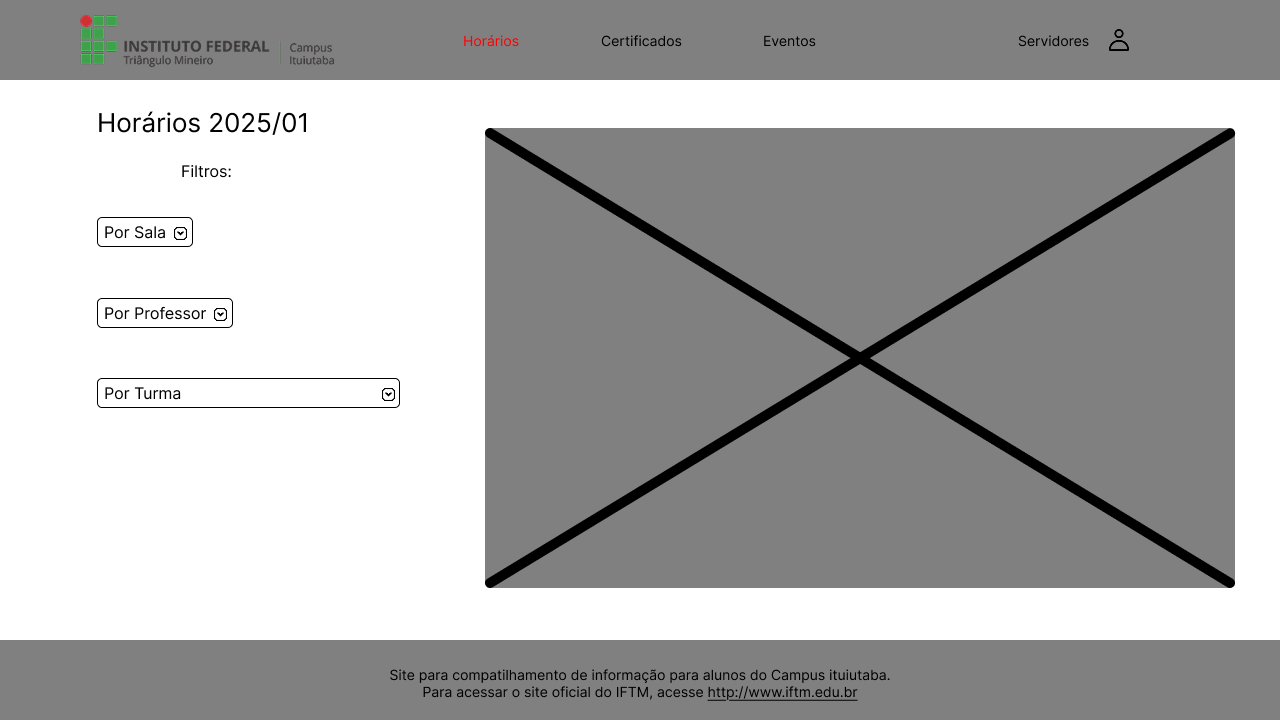 INSTITUTO FEDERAL
Triângulo Mineiro
Campus
Ituiutaba
Horários
Certificados
Eventos
Servidores
Horários 2025/01
Filtros:
Por Sala
Por Professor
Por Turma
Site para compatilhamento de informação para alunos do Campus ituiutaba.
Para acessar o site oficial do IFTM, acesse http://www.iftm.edu.br